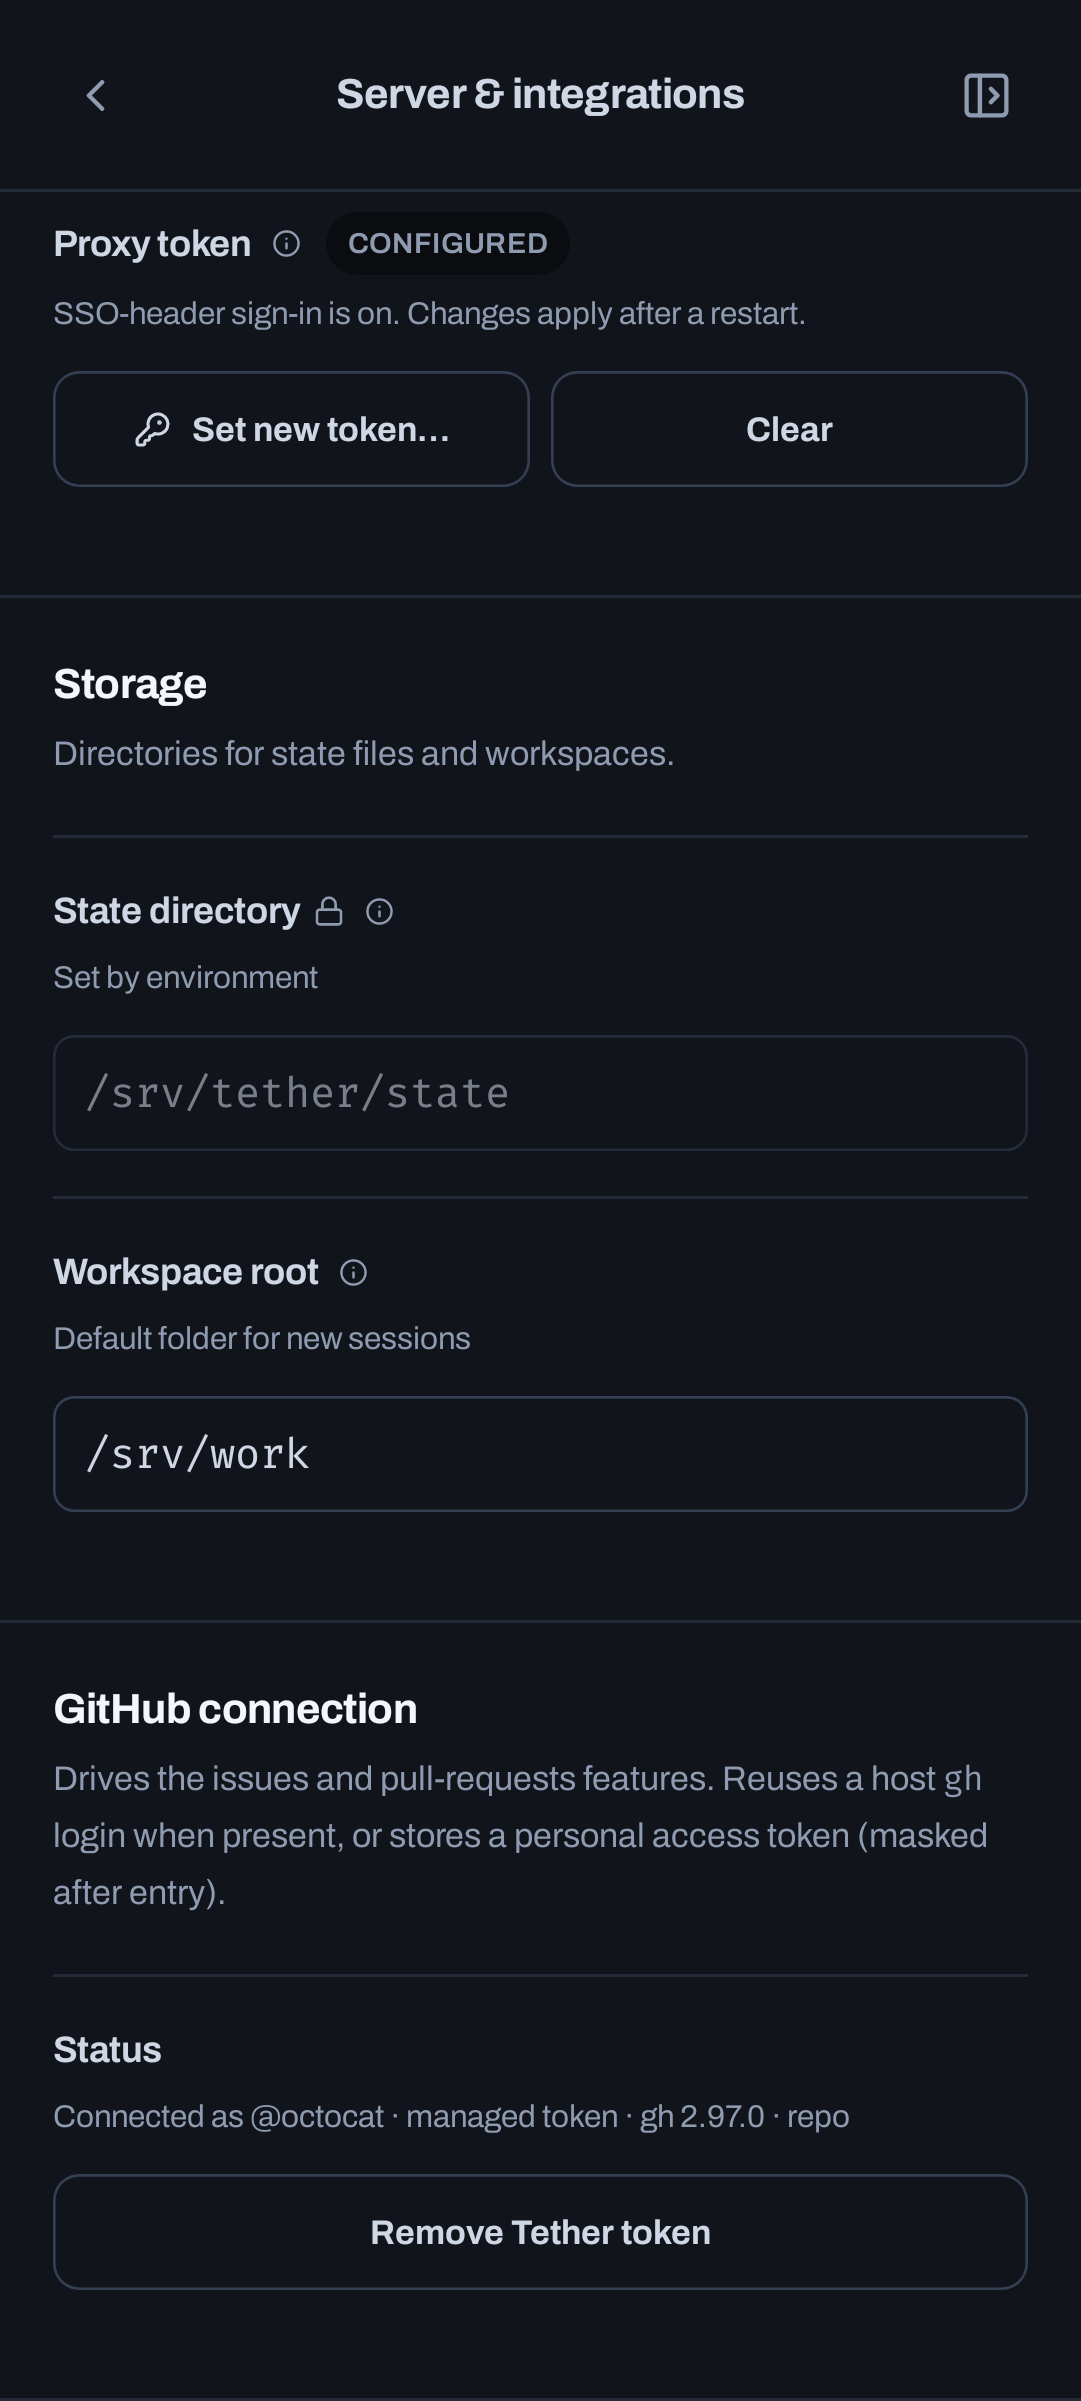 Server & integrations
Proxy token
CONFIGURED
SSO-header sign-in is on. Changes apply after a restart.
Set new token...
Clear
Storage
Directories for state files and workspaces.
State directory
Set by environment
/srv/tether/state
Workspace root
Default folder for new sessions
/srv/work
GitHub connection
Drives the issues and pull-requests features. Reuses a host gh
login when present, or stores a personal access token (masked
after entry).
Status
Connected as @octocat · managed token · gh 2.97.0 · repo
Remove Tether token